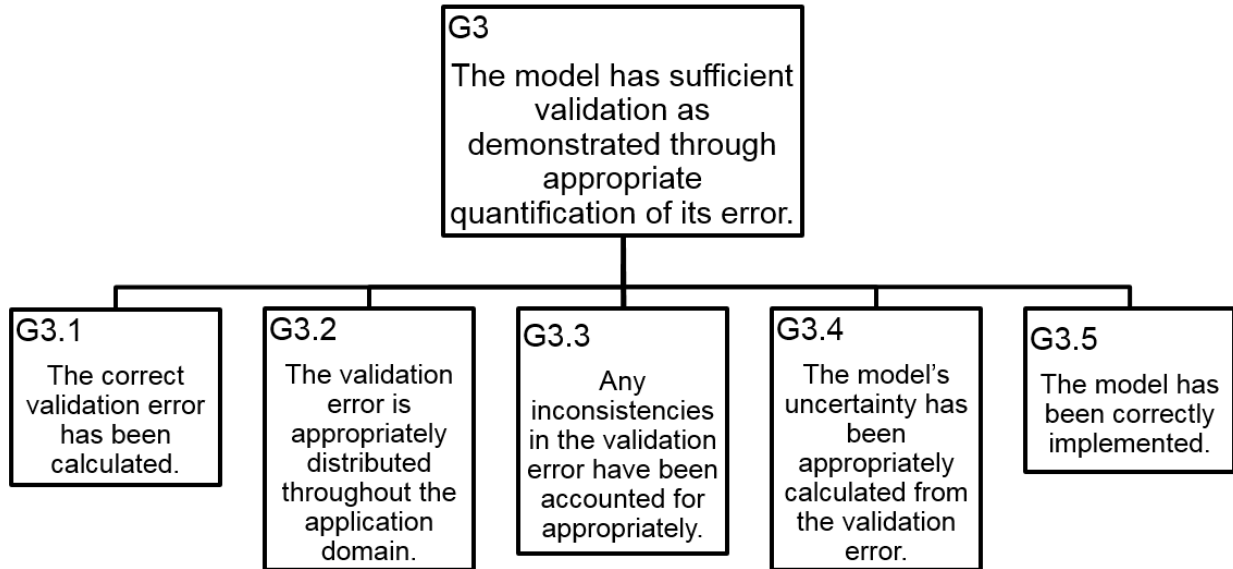 G3
The model has sufficient
validation as
demonstrated through
appropriate
quantification of its error.
G3.1
The correct
validation error
has been
calculated.
G3.2
The validation
error is
appropriately
distributed
throughout the
application
domain.
G3.3
Any
inconsistencies
in the validation
error have been
accounted for
appropriately.
G3.4
The model’s
uncertainty has
been
appropriately
calculated from
the validation
error.
G3.5
The model has
been correctly
implemented.